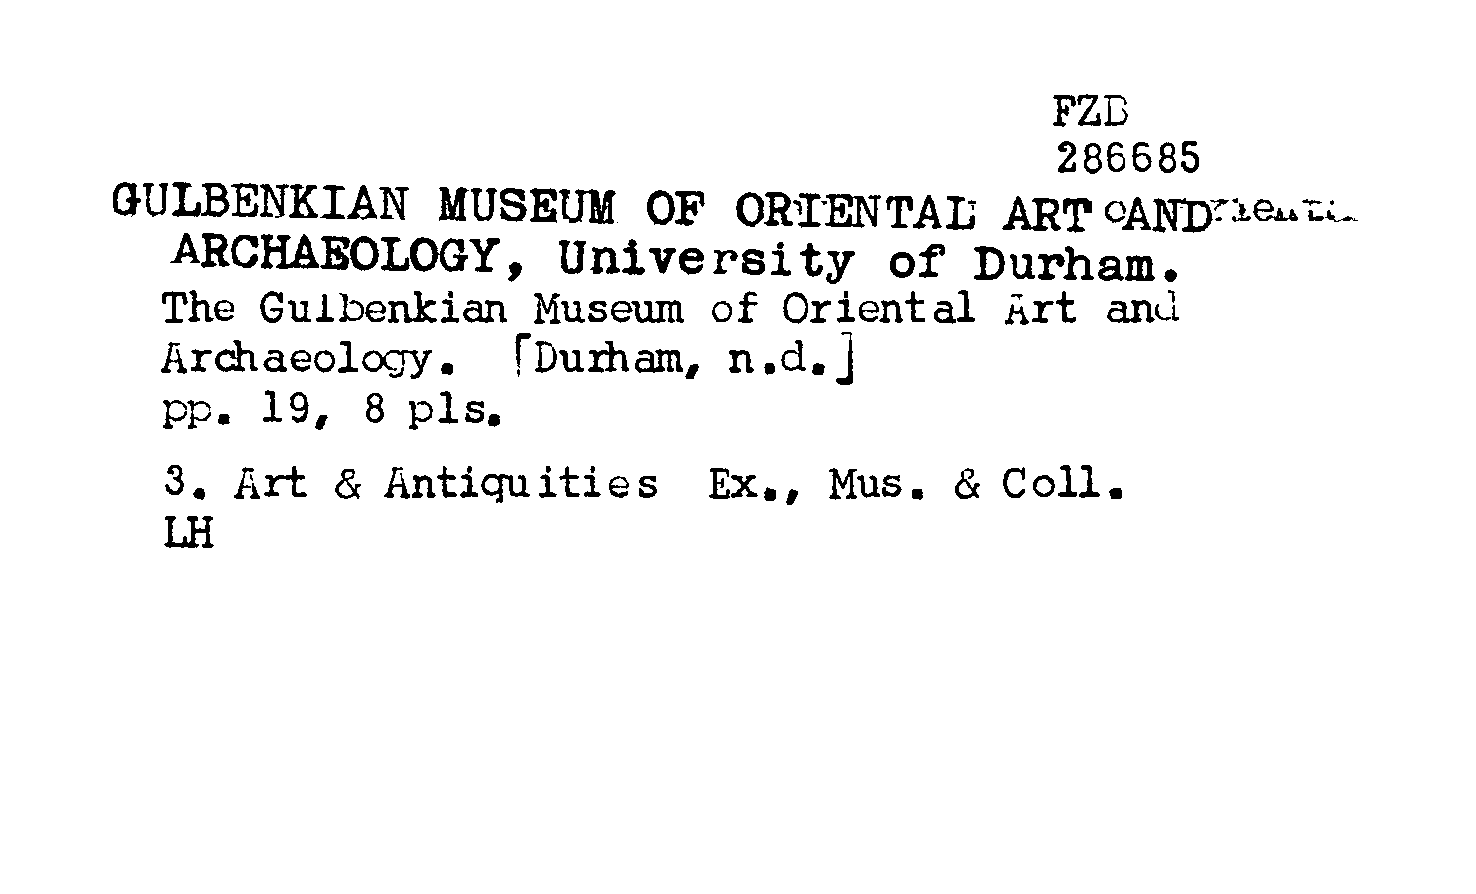 FZB
286685
GULBENKIAN MUSEUM OF ORIENTAL ART AND
ARCHAEOLOGY, University of Durham.
The Gulbenkian Museum of Oriental Art and
Archaeology. [Durham, n.d.]
pp. 19, 8 pls.
3. Art & Antiquities Ex., Mus. & Coll.
LH